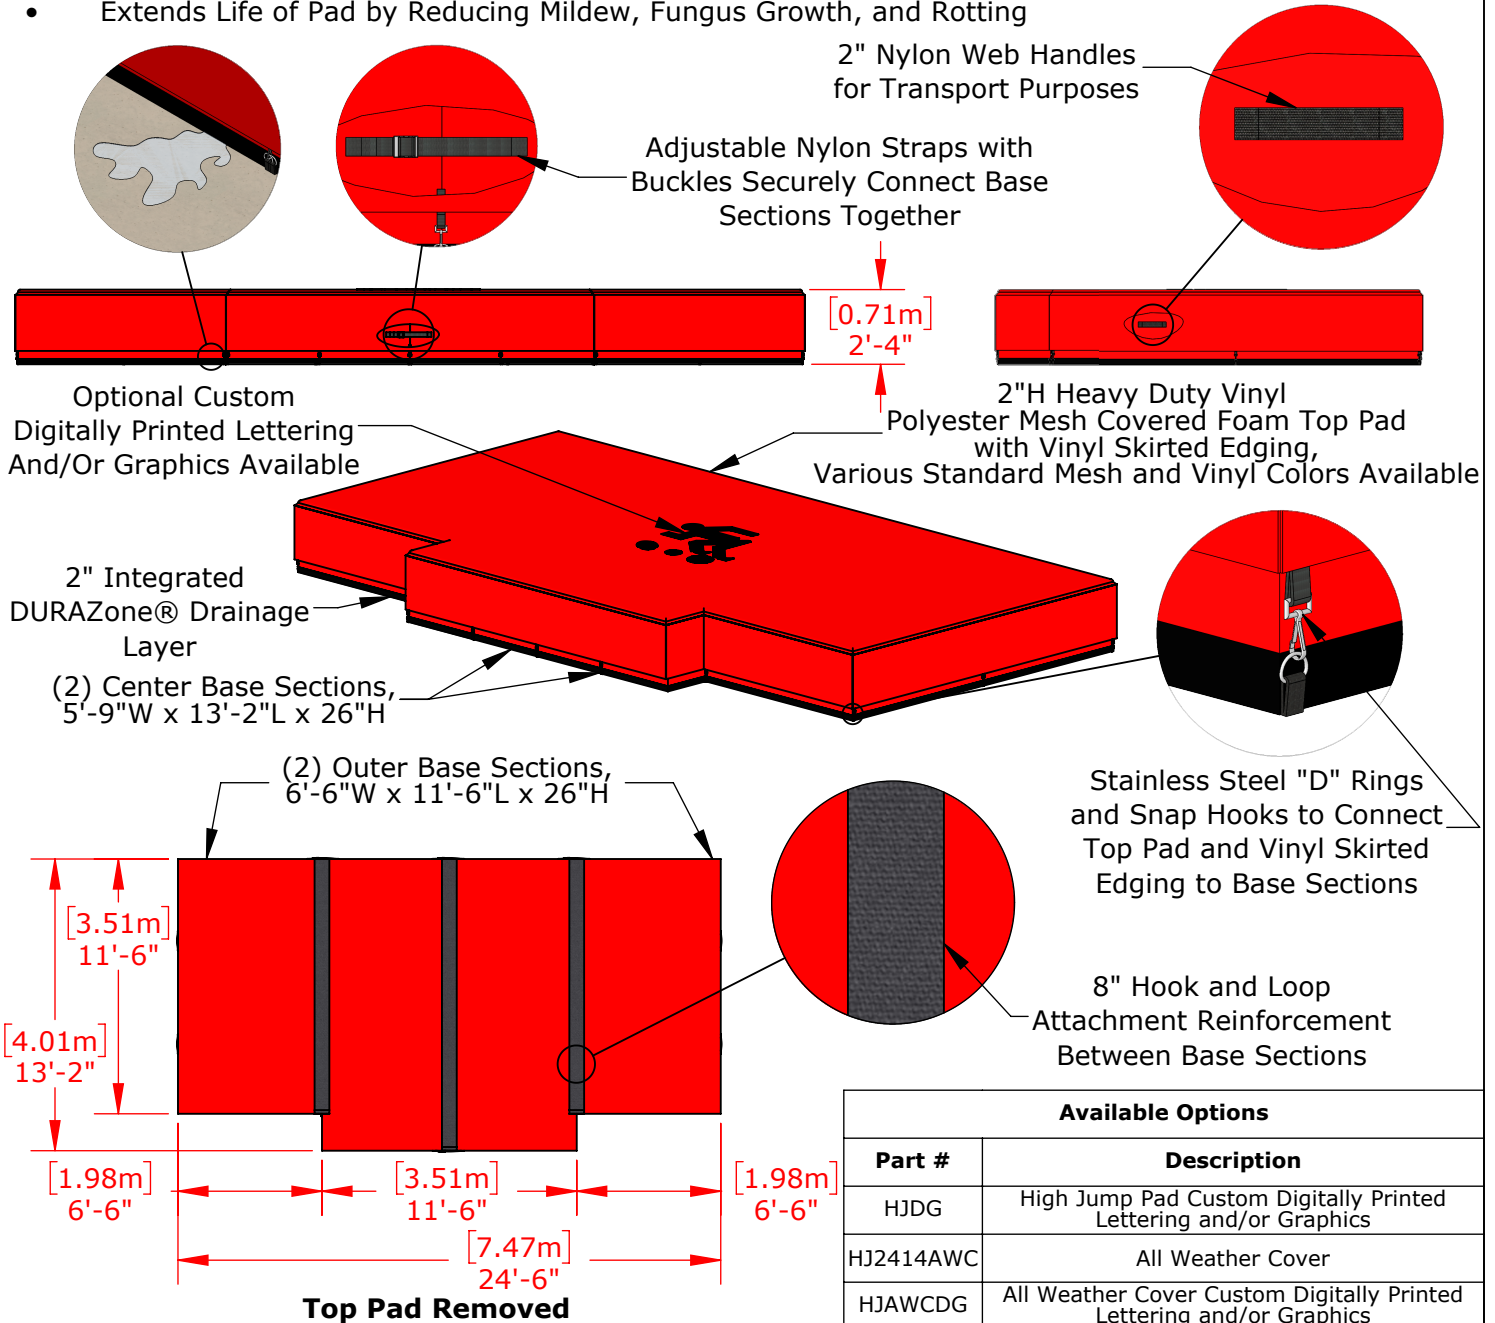 • Extends Life of Pad by Reducing Mildew, Fungus Growth, and Rotting
2" Nylon Web Handles
for Transport Purposes
Adjustable Nylon Straps with
Buckles Securely Connect Base
Sections Together
[0.71m]
2'-4"
Optional Custom
Digitally Printed Lettering
And/Or Graphics Available
2"H Heavy Duty Vinyl
Polyester Mesh Covered Foam Top Pad
with Vinyl Skirted Edging,
Various Standard Mesh and Vinyl Colors Available
2" Integrated
DURAZone® Drainage
Layer
(2) Center Base Sections,
5'-9"W x 13'-2"L x 26"H
(2) Outer Base Sections,
6'-6"W x 11'-6"L x 26"H
Stainless Steel "D" Rings
and Snap Hooks to Connect
Top Pad and Vinyl Skirted
Edging to Base Sections
[3.51m]
11'-6"
[4.01m]
13'-2"
8" Hook and Loop
Attachment Reinforcement
Between Base Sections
[1.98m]
6'-6"
[3.51m]
11'-6"
[1.98m]
6'-6"
[7.47m]
24'-6"
Top Pad Removed
Available Options
Part # Description
HJDG High Jump Pad Custom Digitally Printed
Lettering and/or Graphics
HJ2414AWC All Weather Cover
HJAWCDG All Weather Cover Custom Digitally Printed
Lettering and/or Graphics